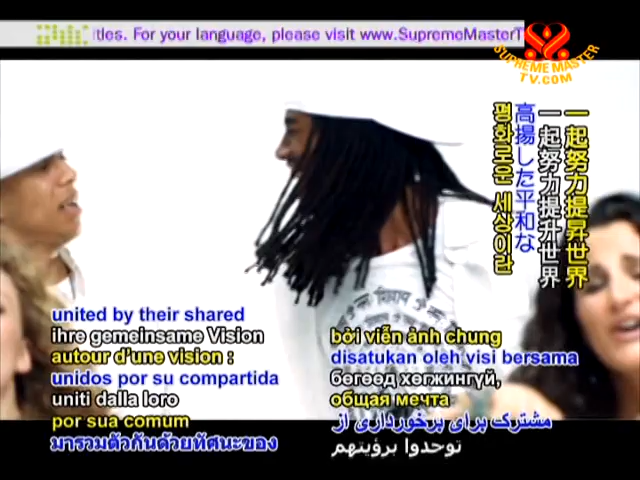 itles. For your language, please visit www.SupremeMasterT
SUPREME MASTER
TV.COM
一起努力提昇世界
一起努力提升世界
高揚した平和な
평화로운 세상이란
united by their shared
ihre gemeinsame Vision
autour d'une vision :
unidos por su compartida
uniti dalla loro
por sua comum
มารวมตัวกันด้วยทัศนะของ
bởi viễn ảnh chung
disatukan oleh visi bersama
бөгөөд хөгжингүй,
общая мечта
مشترک برای برخورداری از
توحدوا برؤيتهم